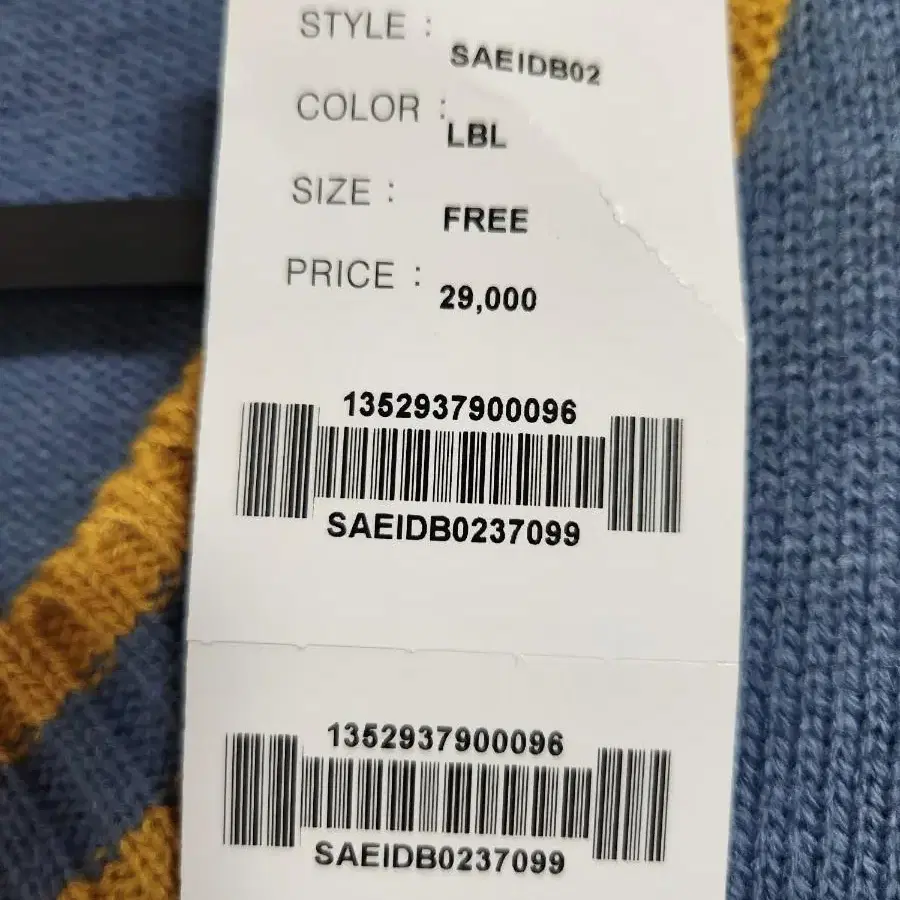 STYLE : SAEIDB02
COLOR : LBL
SIZE : FREE
PRICE : 29,000
1352937900096
SAEIDB0237099
1352937900096
SAEIDB0237099